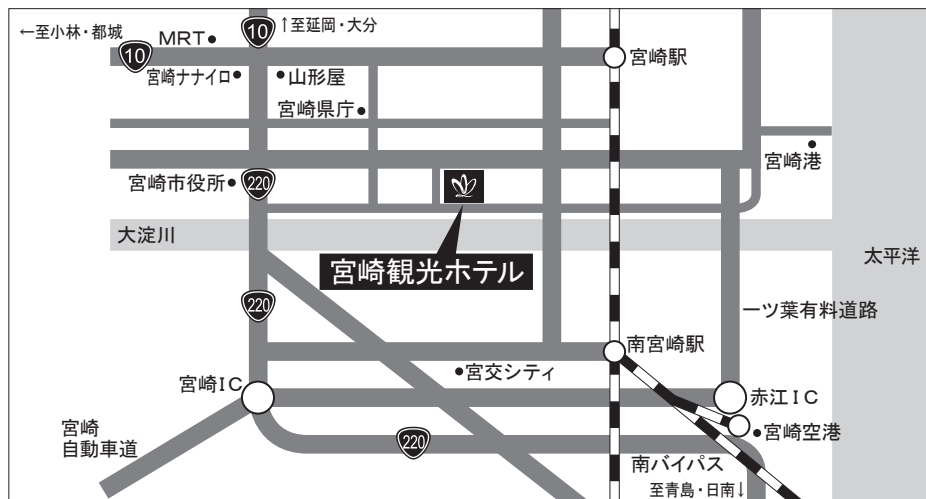 ←至小林・都城
10
MRT
10
↑至延岡・大分
宮崎駅
宮崎ナナイロ
山形屋
宮崎県庁
宮崎港
宮崎市役所
220
大淀川
宮崎観光ホテル
太平洋
220
一ツ葉有料道路
南宮崎駅
宮交シティ
宮崎IC
赤江IC
宮崎
自動車道
220
宮崎空港
南バイパス
至青島・日南↓